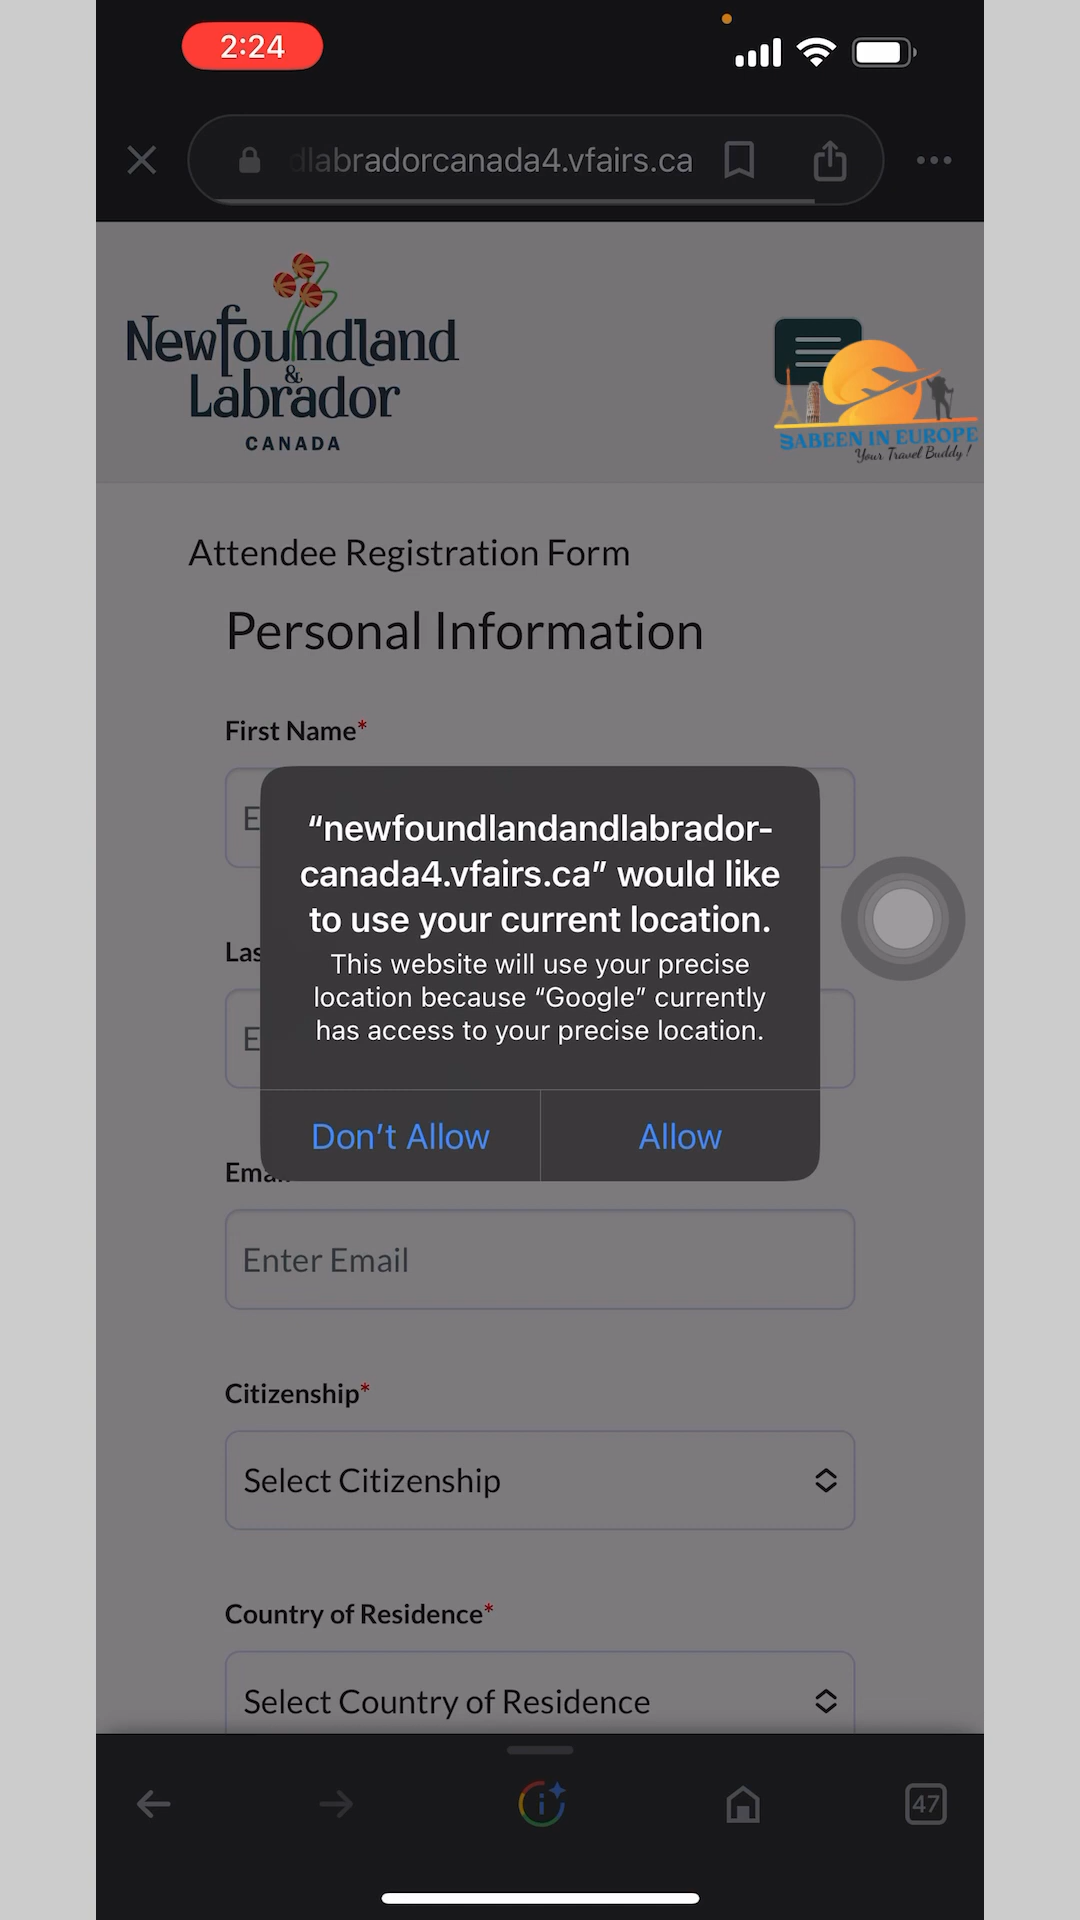 2:24
dlabradorcanada4.vfairs.ca
Newfoundland
&
Labrador
CANADA
SABEEN IN EUROPE
Your Travel Buddy !
Attendee Registration Form
Personal Information
First Name*
E
“newfoundlandandlabrador-
canada4.vfairs.ca” would like
to use your current location.
This website will use your precise
location because “Google” currently
has access to your precise location.
Las
E
Don’t Allow
Allow
Email
Enter Email
Citizenship*
Select Citizenship
Country of Residence*
Select Country of Residence
47